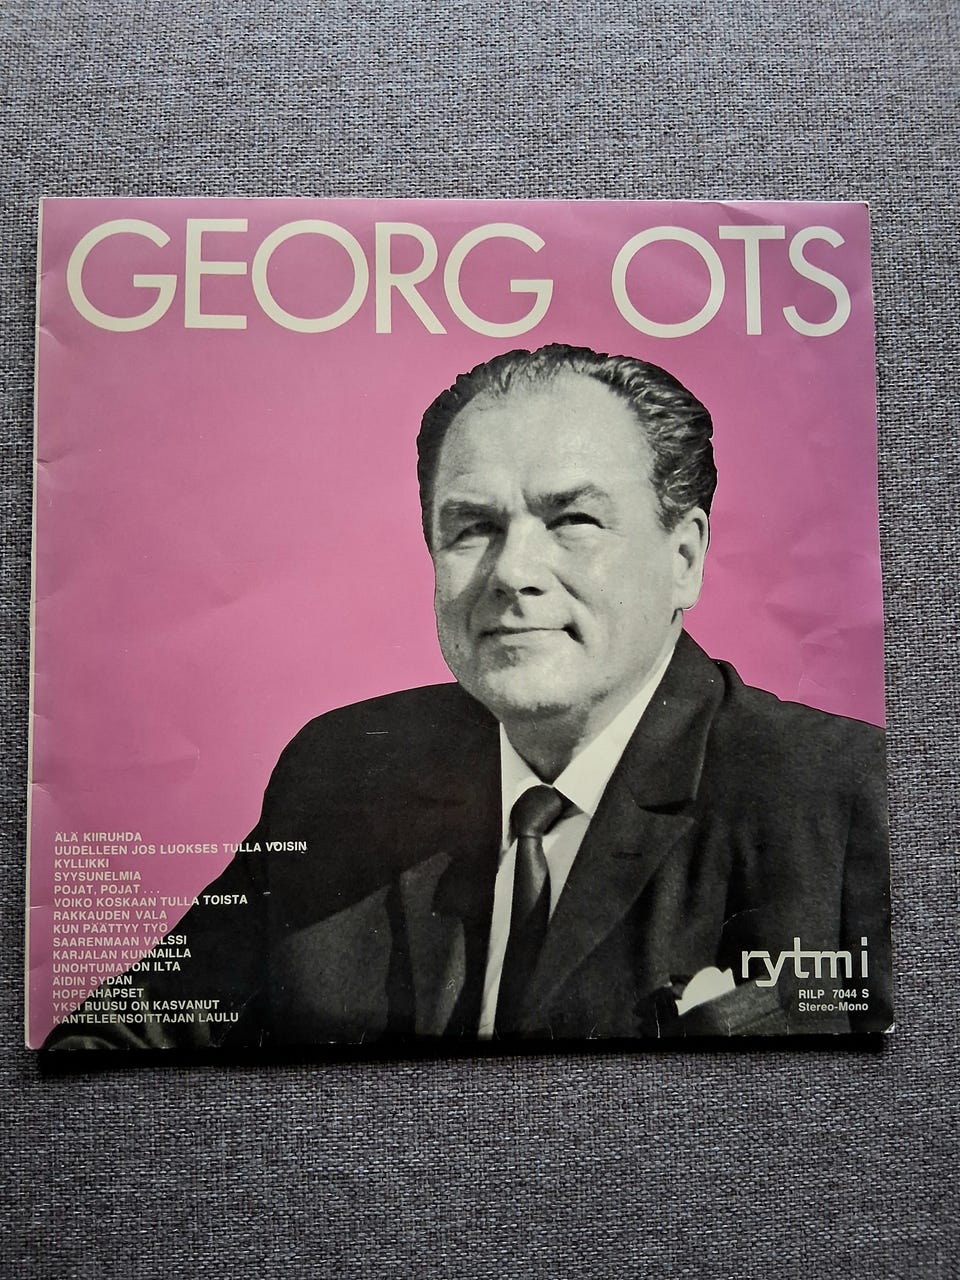 GEORG OTS
ÄLÄ KIIRUHDA
UUDELLEEN JOS LUOKSES TULLA VOISIN
KYLLIKKI
SYYSUNELMIA
POJAT, POJAT . . .
VOIKO KOSKAAN TULLA TOISTA
RAKKAUDEN VALA
KUN PÄÄTTYY TYÖ
SAARENMAAN VALSSI
KARJALAN KUNNAILLA
UNOHTUMATON ILTA
ÄIDIN SYDÄN
HOPEAHAPSET
YKSI RUUSU ON KASVANUT
KANTELEENSOITTAJAN LAULU
rytmi
RILP 7044 S
Stereo-Mono